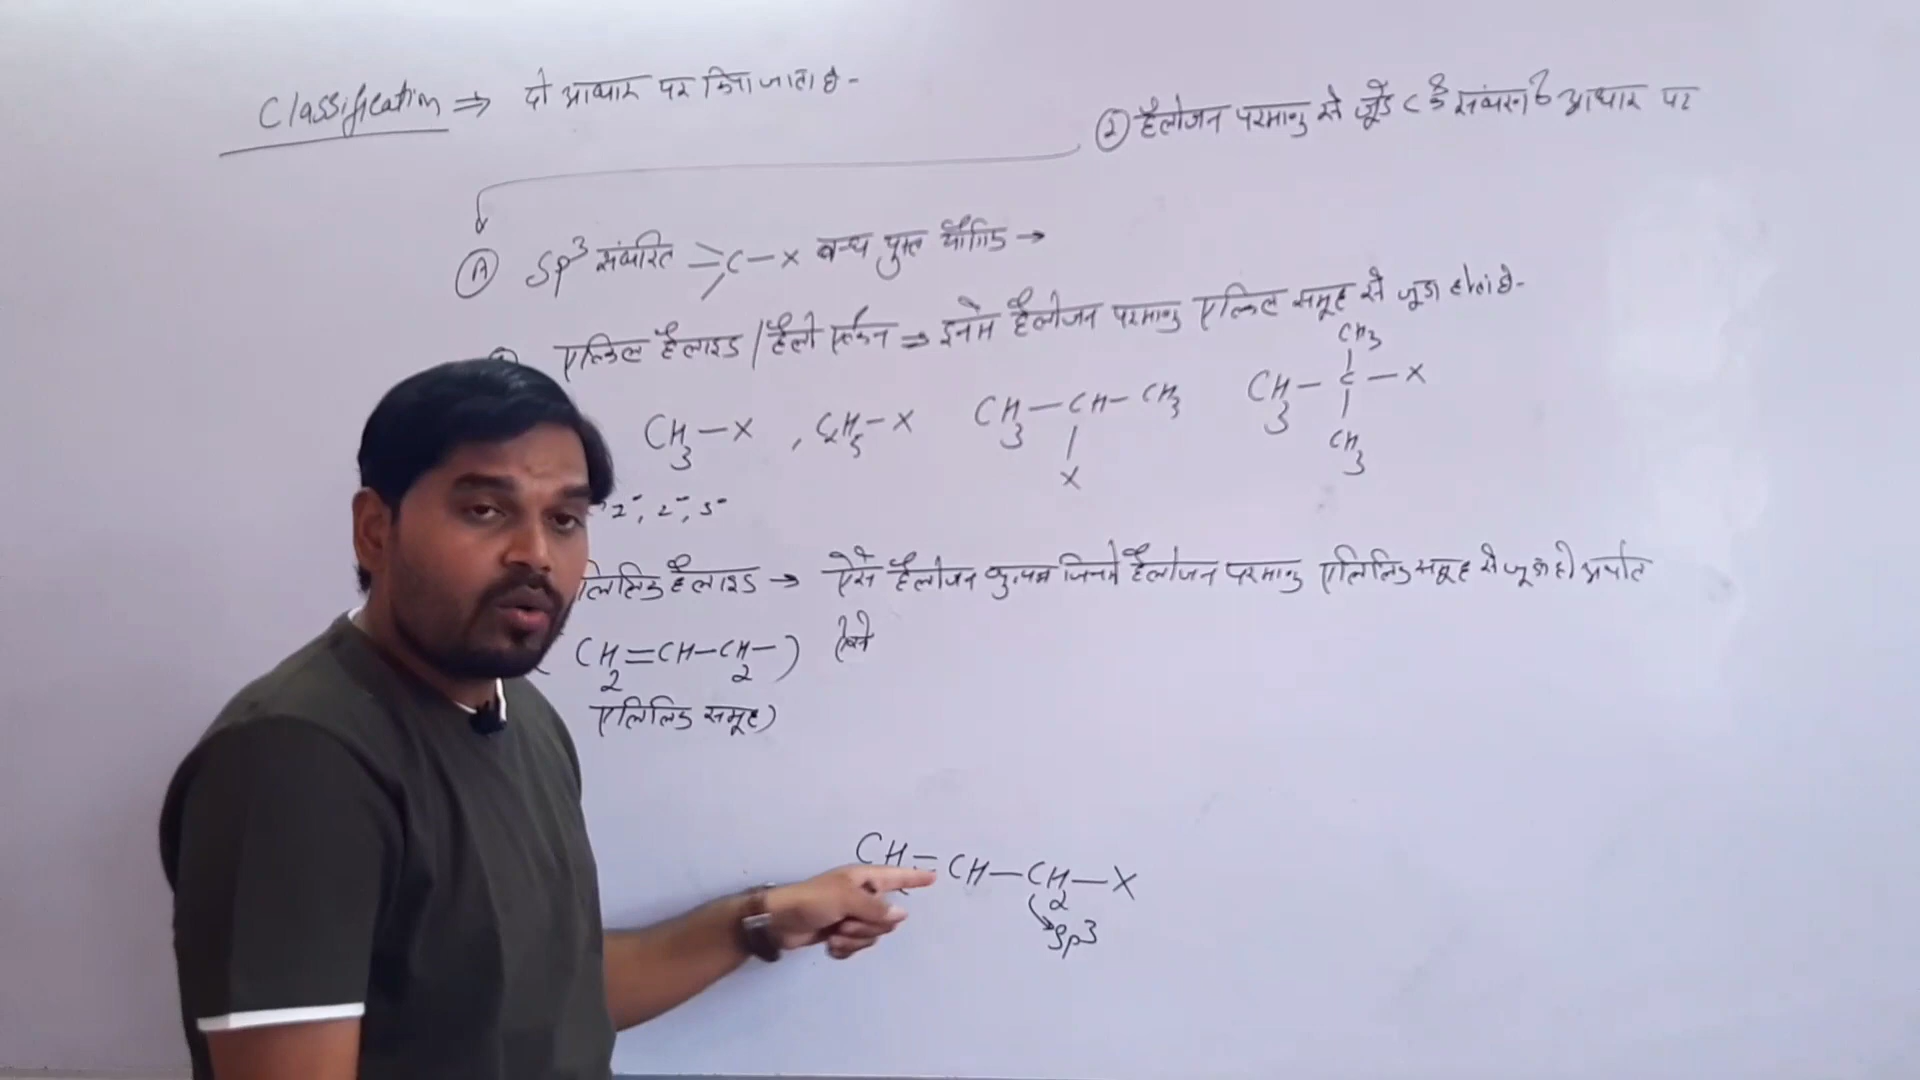 Classification ⇒ दो आधार पर किया जाता है-
② हैलोजन परमाणु से जुड़े C के संकरण के आधार पर
Ⓐ Sp³ संकरित C-X बन्ध युक्त यौगिक →
एल्किल हैलाइड / हैलो एल्केन ⇒ इनमे हैलोजन परमाणु एल्किल समूह से जुड़ा होता है-
CH₃-X , C₂H₅-X CH₃-CH(X)-CH₃ CH₃-C(CH₃)(CH₃)-X
2°, 3°
लिलिक हैलाइड → ऐसे हैलोजन जिनमे हैलोजन परमाणु एलिलिक समूह से जुड़ा हो अर्थात
CH₂=CH-CH₂-)
एलिलिक समूह)
CH=CH-CH₂-X
Sp3